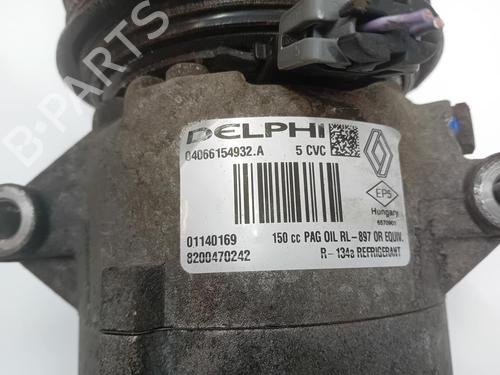 DELPHI
04066154932.A 5 CVC
EPS
Hungary
01140169 150 cc PAG OIL RL-897 OR EQUIV.
8200470242 R-134a REFRIGERANT
B-PARTS